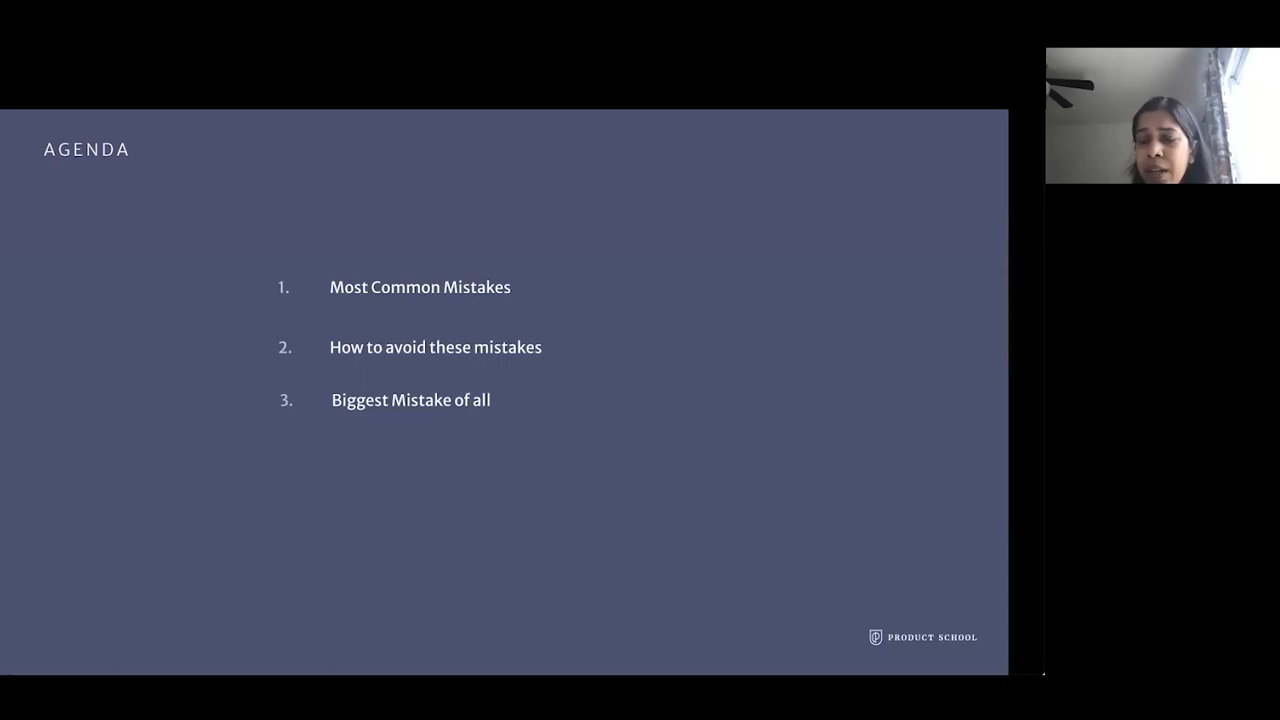 AGENDA
1. Most Common Mistakes
2. How to avoid these mistakes
3. Biggest Mistake of all
PRODUCT SCHOOL